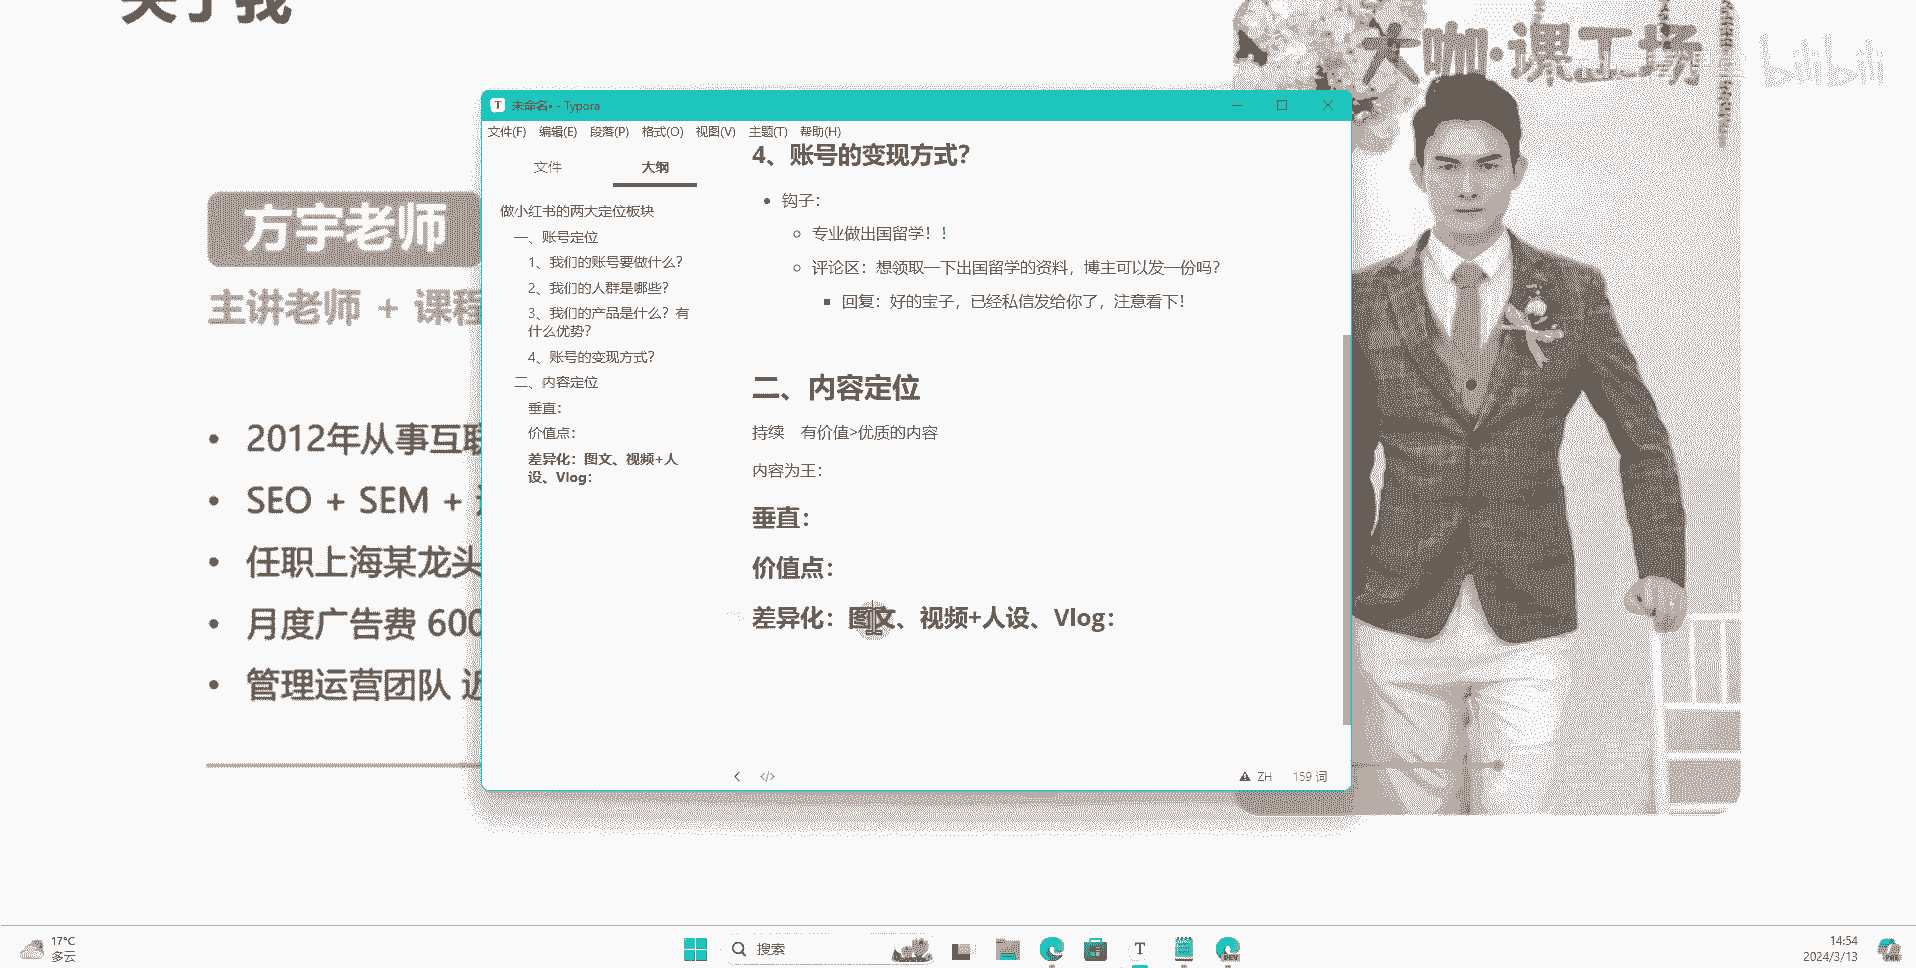 关于我
大咖·课工场
bilibili
方宇老师
主讲老师 + 课程
2012年从事互联
SEO + SEM +
任职上海某龙头
月度广告费 600
管理运营团队 近
未命名• - Typora
文件(F) 编辑(E) 段落(P) 格式(O) 视图(V) 主题(T) 帮助(H)
文件 大纲
做小红书的两大定位板块
一、账号定位
1、我们的账号要做什么？
2、我们的人群是哪些？
3、我们的产品是什么？有
什么优势？
4、账号的变现方式？
二、内容定位
垂直：
价值点：
差异化：图文、视频+人
设、Vlog：
4、账号的变现方式？
钩子：
专业做出国留学！！
评论区：想领取一下出国留学的资料，博主可以发一份吗？
回复：好的宝子，已经私信发给你了，注意看下！
二、内容定位
持续 有价值>优质的内容
内容为王：
垂直：
价值点：
差异化：图文、视频+人设、Vlog：
ZH 159 词
17°C
多云
搜索
T
DEV
14:54
2024/3/13
PRE